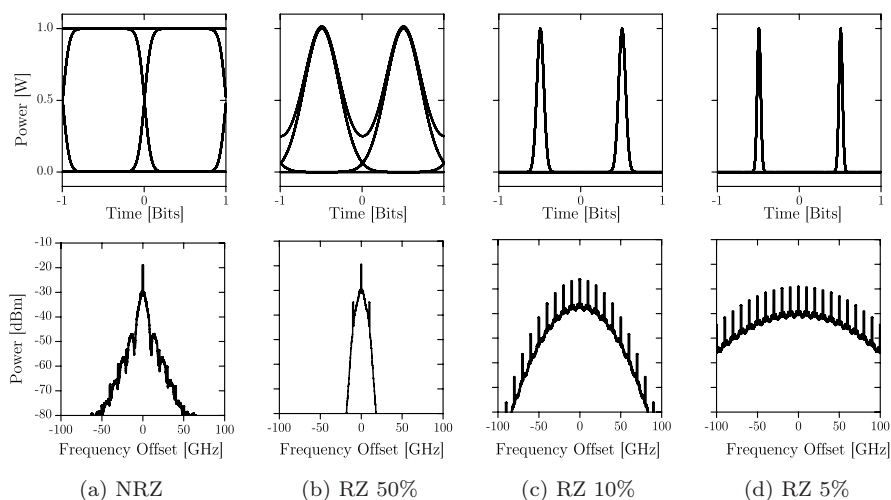 1.0
0.5
0.0
Power [W]
-1 0 1
Time [Bits]
-1 0 1
Time [Bits]
-1 0 1
Time [Bits]
-1 0 1
Time [Bits]
-10
-20
-30
-40
-50
-60
-70
-80
Power [dBm]
-100 -50 0 50 100
Frequency Offset [GHz]
-100 -50 0 50 100
Frequency Offset [GHz]
-100 -50 0 50 100
Frequency Offset [GHz]
-100 -50 0 50 100
Frequency Offset [GHz]
(a) NRZ
(b) RZ 50%
(c) RZ 10%
(d) RZ 5%